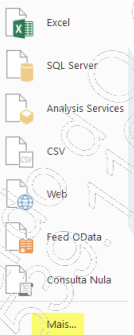 Excel
SQL Server
Analysis Services
CSV
Web
Feed OData
Consulta Nula
Mais...